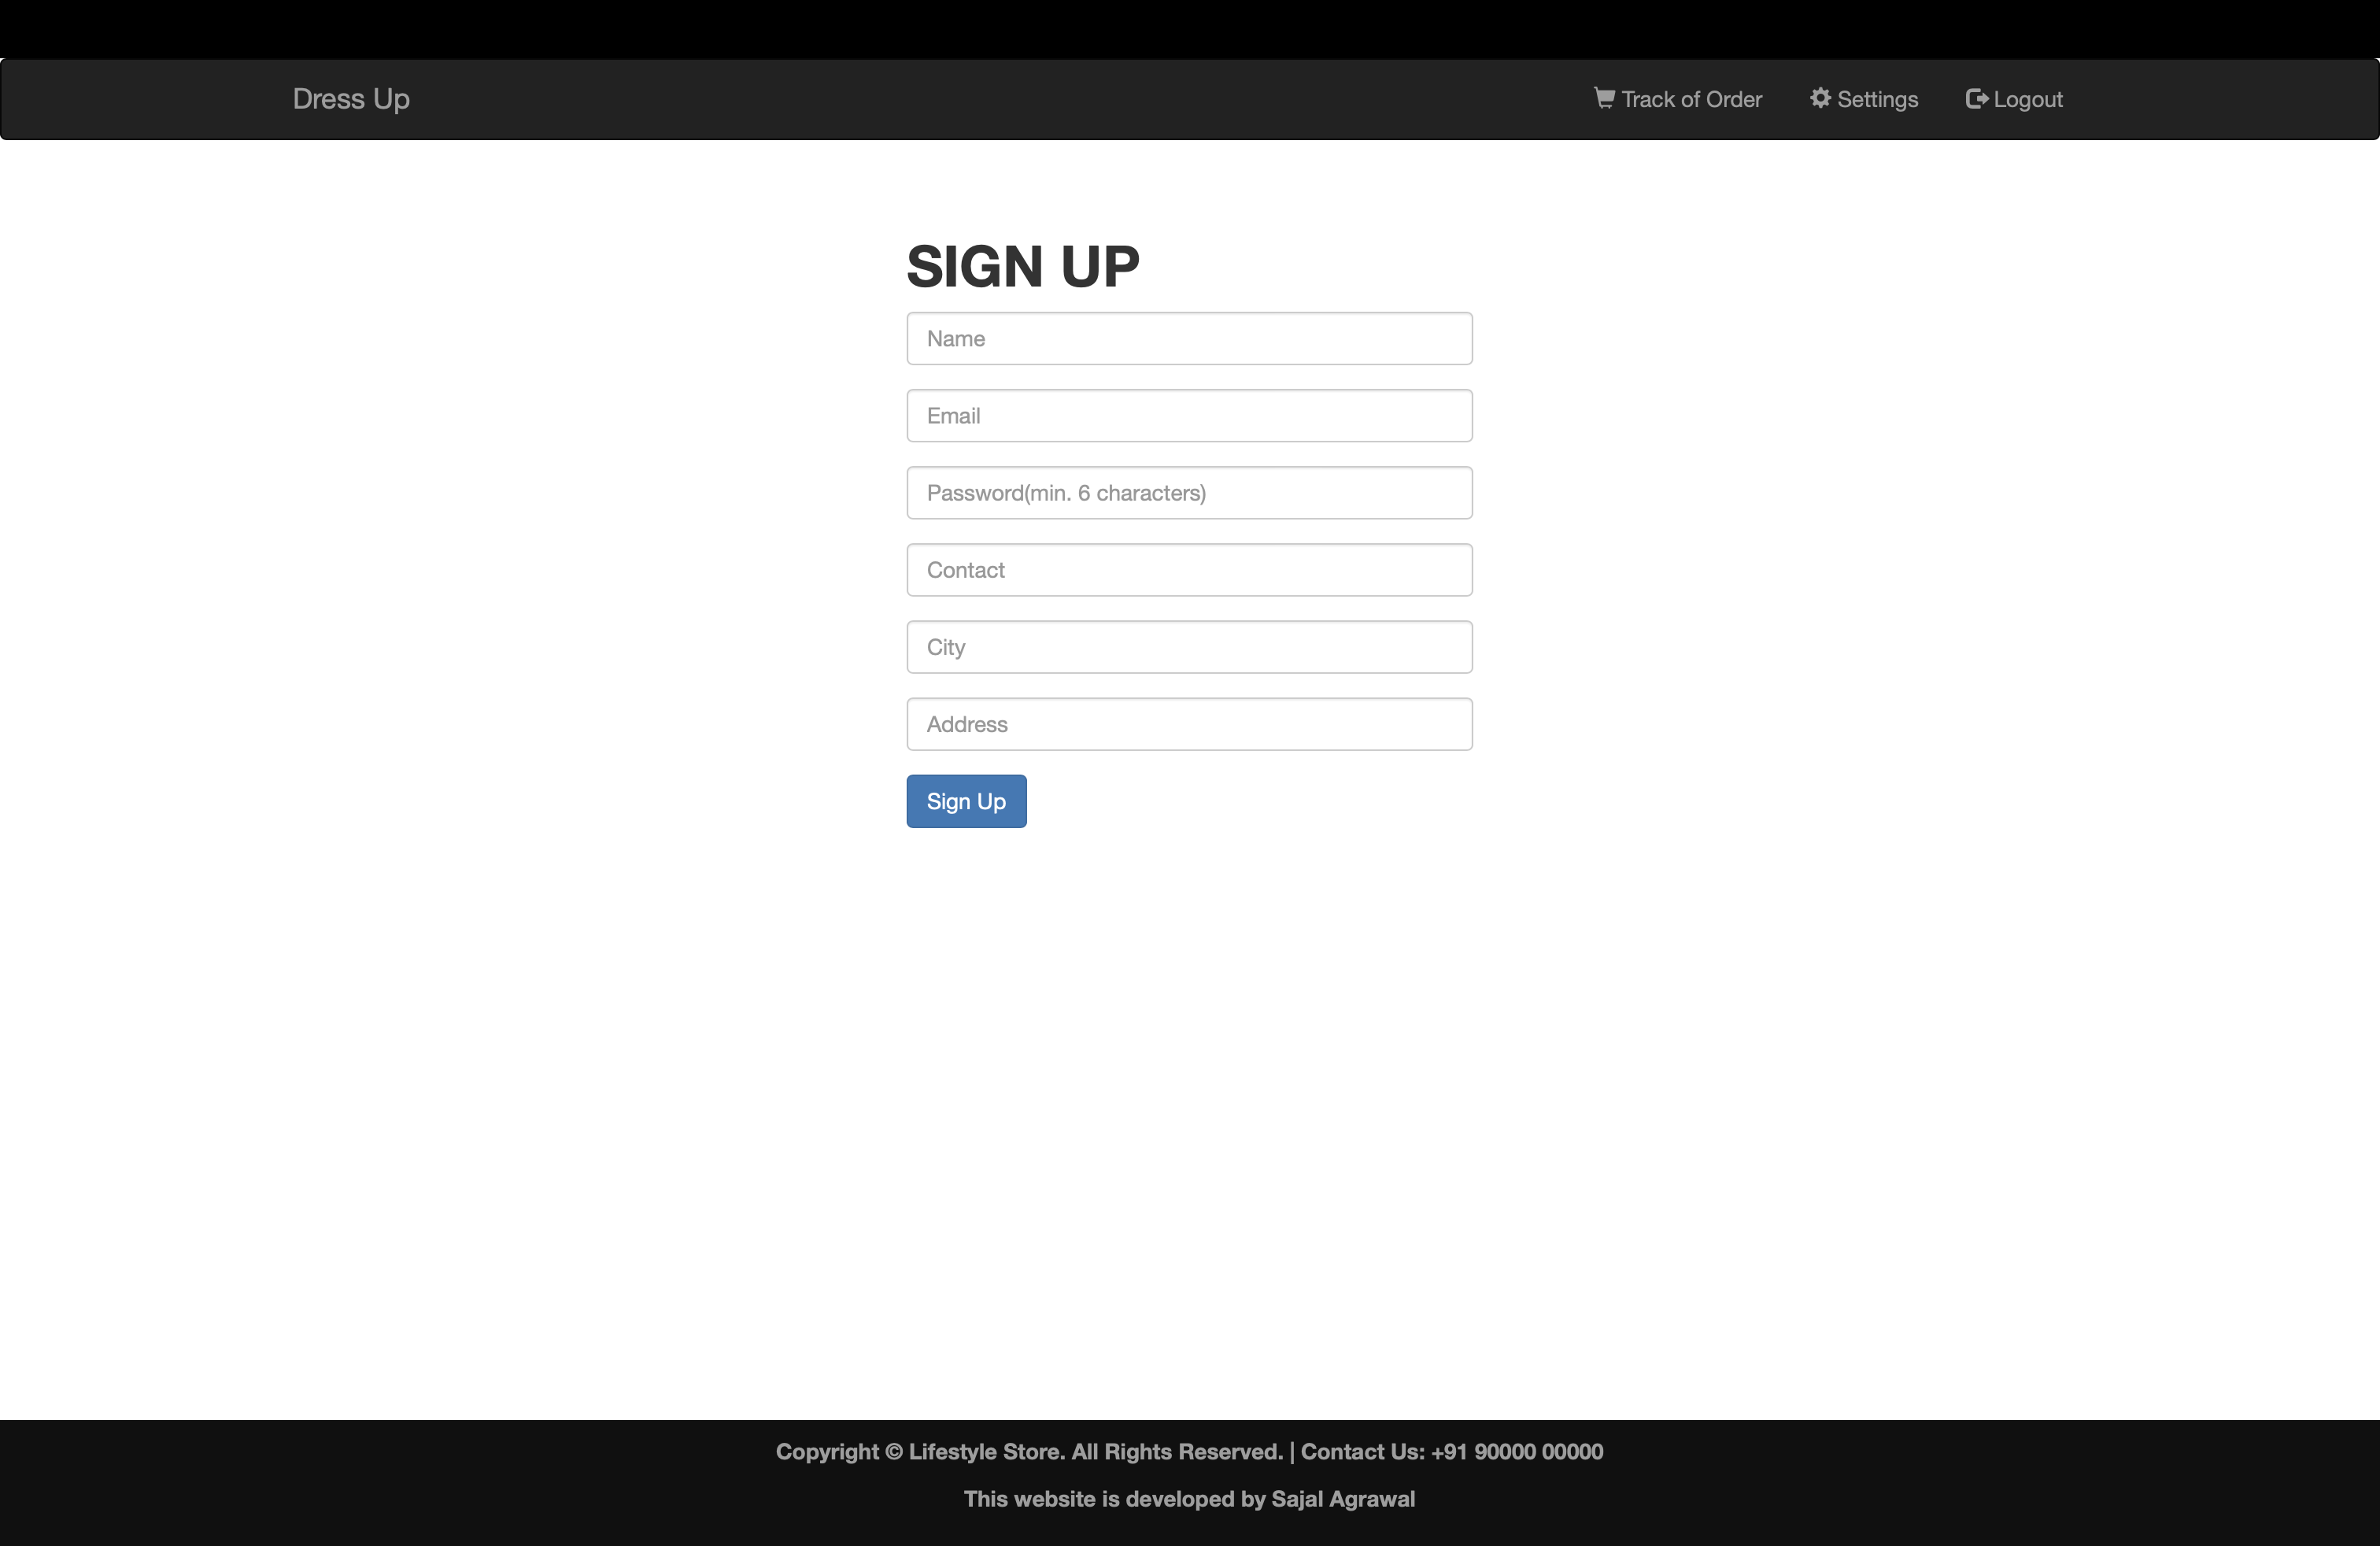 Dress Up
Track of Order
Settings
Logout
SIGN UP
Name
Email
Password(min. 6 characters)
Contact
City
Address
Sign Up
Copyright © Lifestyle Store. All Rights Reserved. | Contact Us: +91 90000 00000
This website is developed by Sajal Agrawal